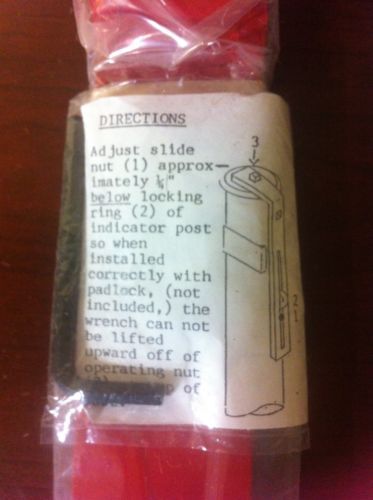 DIRECTIONS
Adjust slide
nut (1) approx-
imately ¼"
below locking
ring (2) of
indicator post
so when
installed
correctly with
padlock, (not
included,) the
wrench can not
be lifted
upward off of
operating nut
of
3
2
1